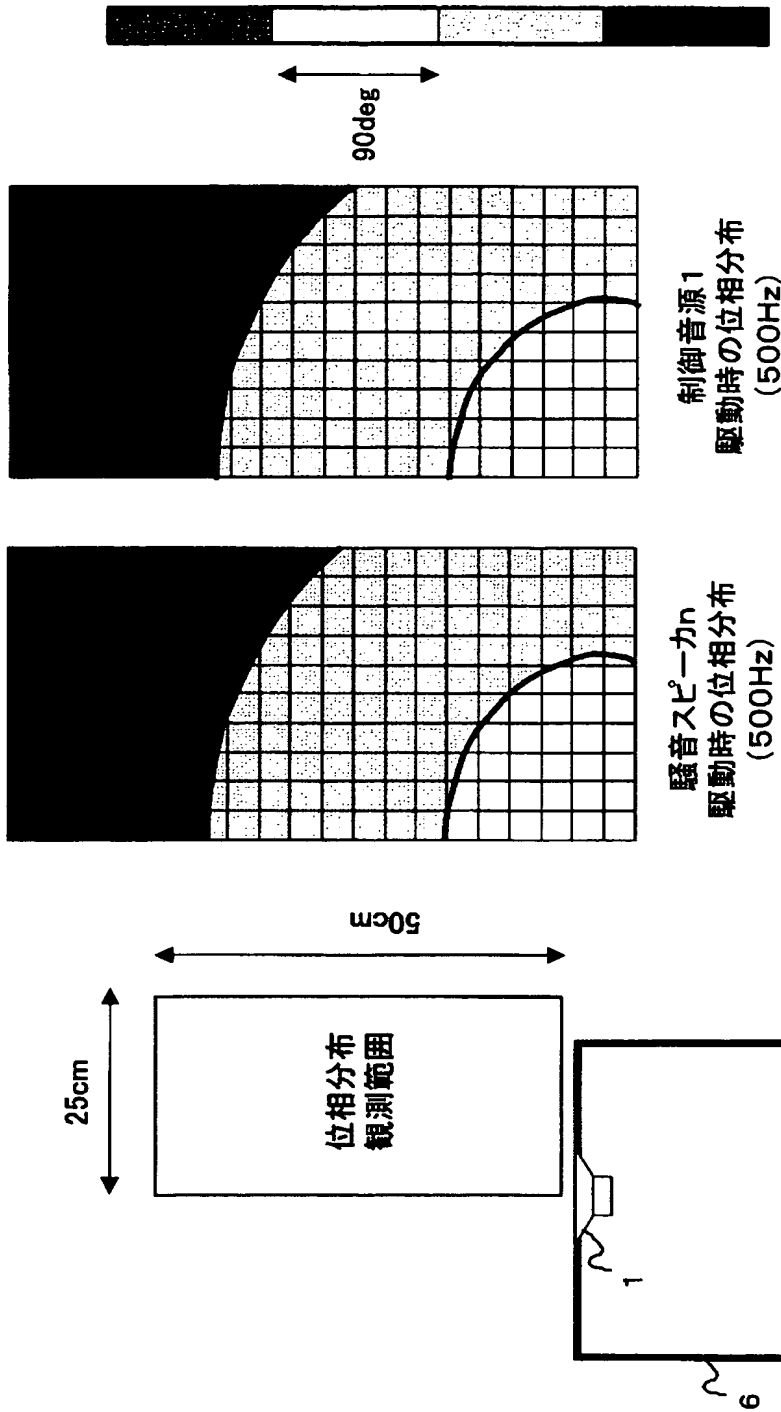 25cm
50cm
位相分布
観測範囲
1
6
騒音スピーカn
駆動時の位相分布
(500Hz)
制御音源1
駆動時の位相分布
(500Hz)
90deg